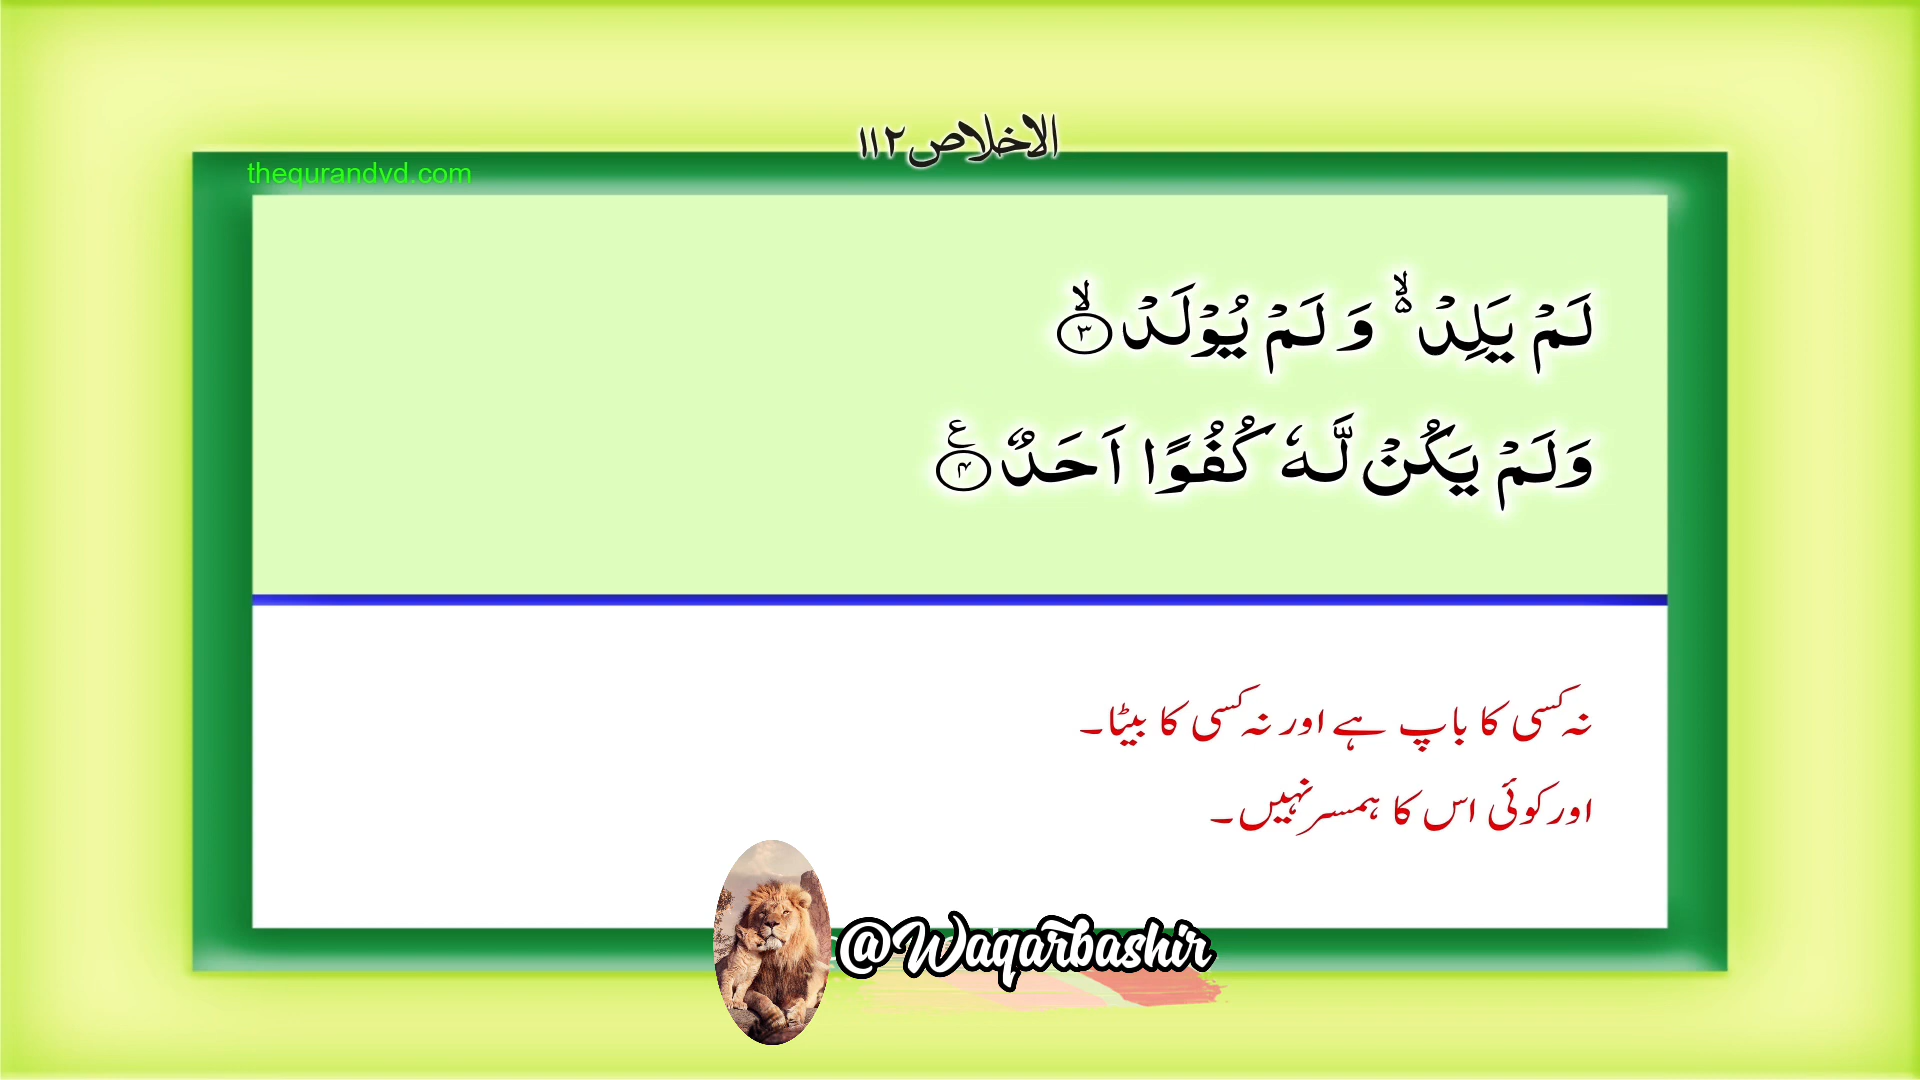 الاخلاص ١١٢
thequrandvd.com
لَمْ يَلِدْ ۙ۬ وَ لَمْ يُوْلَدْ ۙ‏﴿۳﴾
وَلَمْ يَكُنْ لَّهٗ كُفُوًا اَحَدٌ ﴿۴﴾ ع
نہ کسی کا باپ ہے اور نہ کسی کا بیٹا۔
اور کوئی اس کا ہمسر نہیں۔
@Waqarbashir